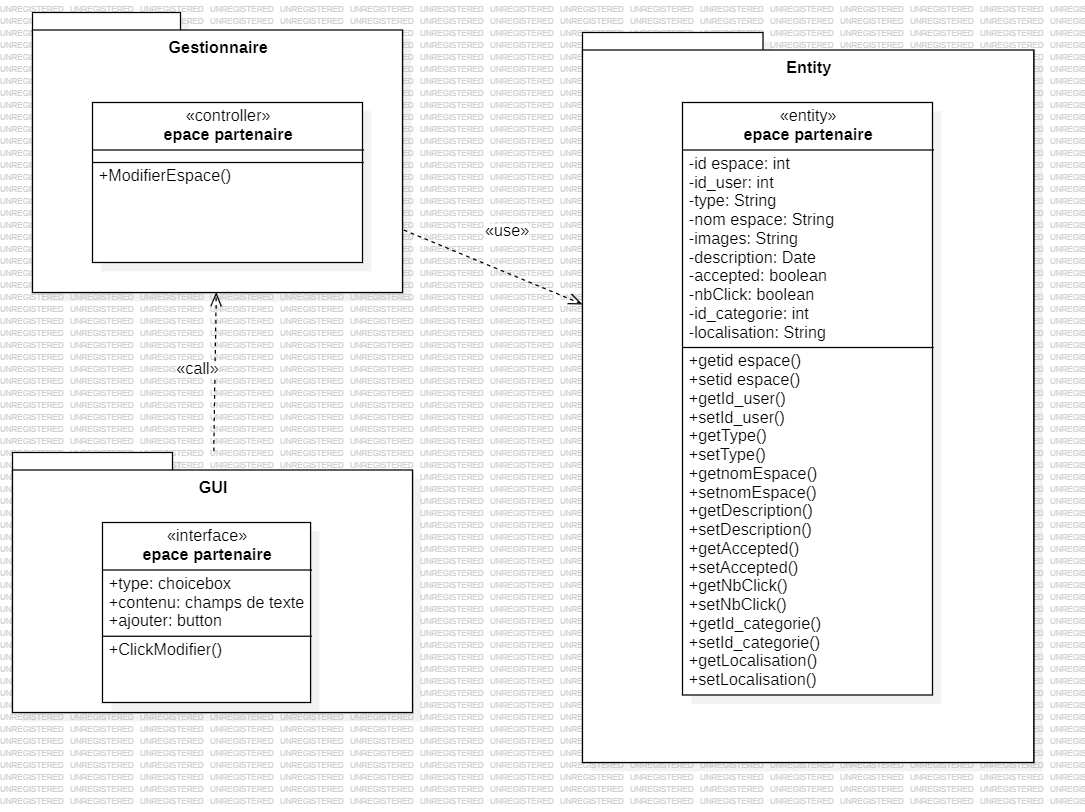 Gestionnaire
«controller»
epace partenaire
+ModifierEspace()
«use»
«call»
GUI
«interface»
epace partenaire
+type: choicebox
+contenu: champs de texte
+ajouter: button
+ClickModifier()
Entity
«entity»
epace partenaire
-id espace: int
-id_user: int
-type: String
-nom espace: String
-images: String
-description: Date
-accepted: boolean
-nbClick: boolean
-id_categorie: int
-localisation: String
+getid espace()
+setid espace()
+getId_user()
+setId_user()
+getType()
+setType()
+getnomEspace()
+setnomEspace()
+getDescription()
+setDescription()
+getAccepted()
+setAccepted()
+getNbClick()
+setNbClick()
+getId_categorie()
+setId_categorie()
+getLocalisation()
+setLocalisation()
UNREGISTERED